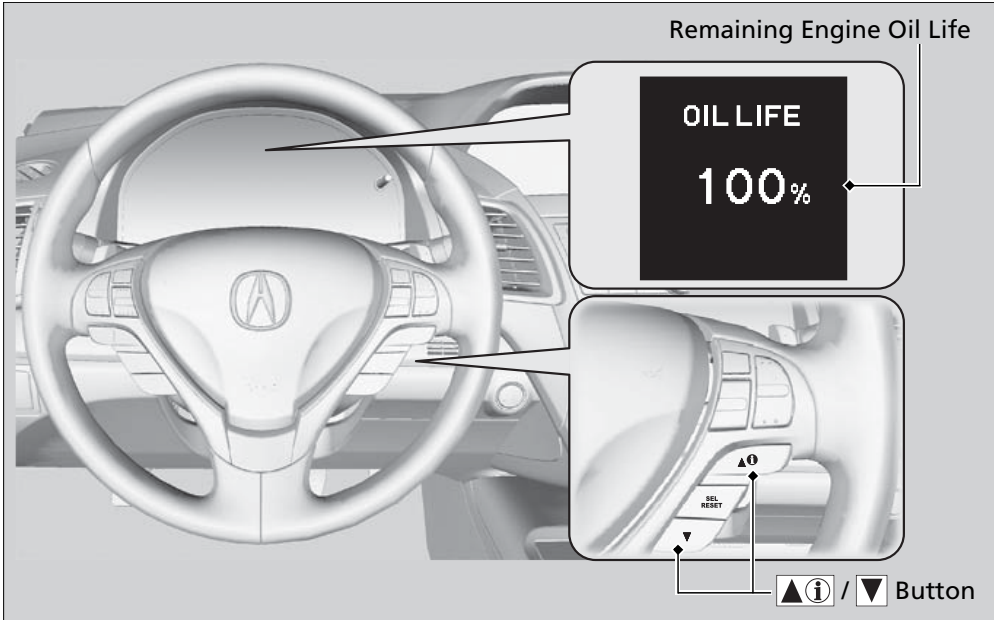 Remaining Engine Oil Life
OIL LIFE
100%
▲ℹ
SEL
RESET
▼
▲ℹ / ▼ Button